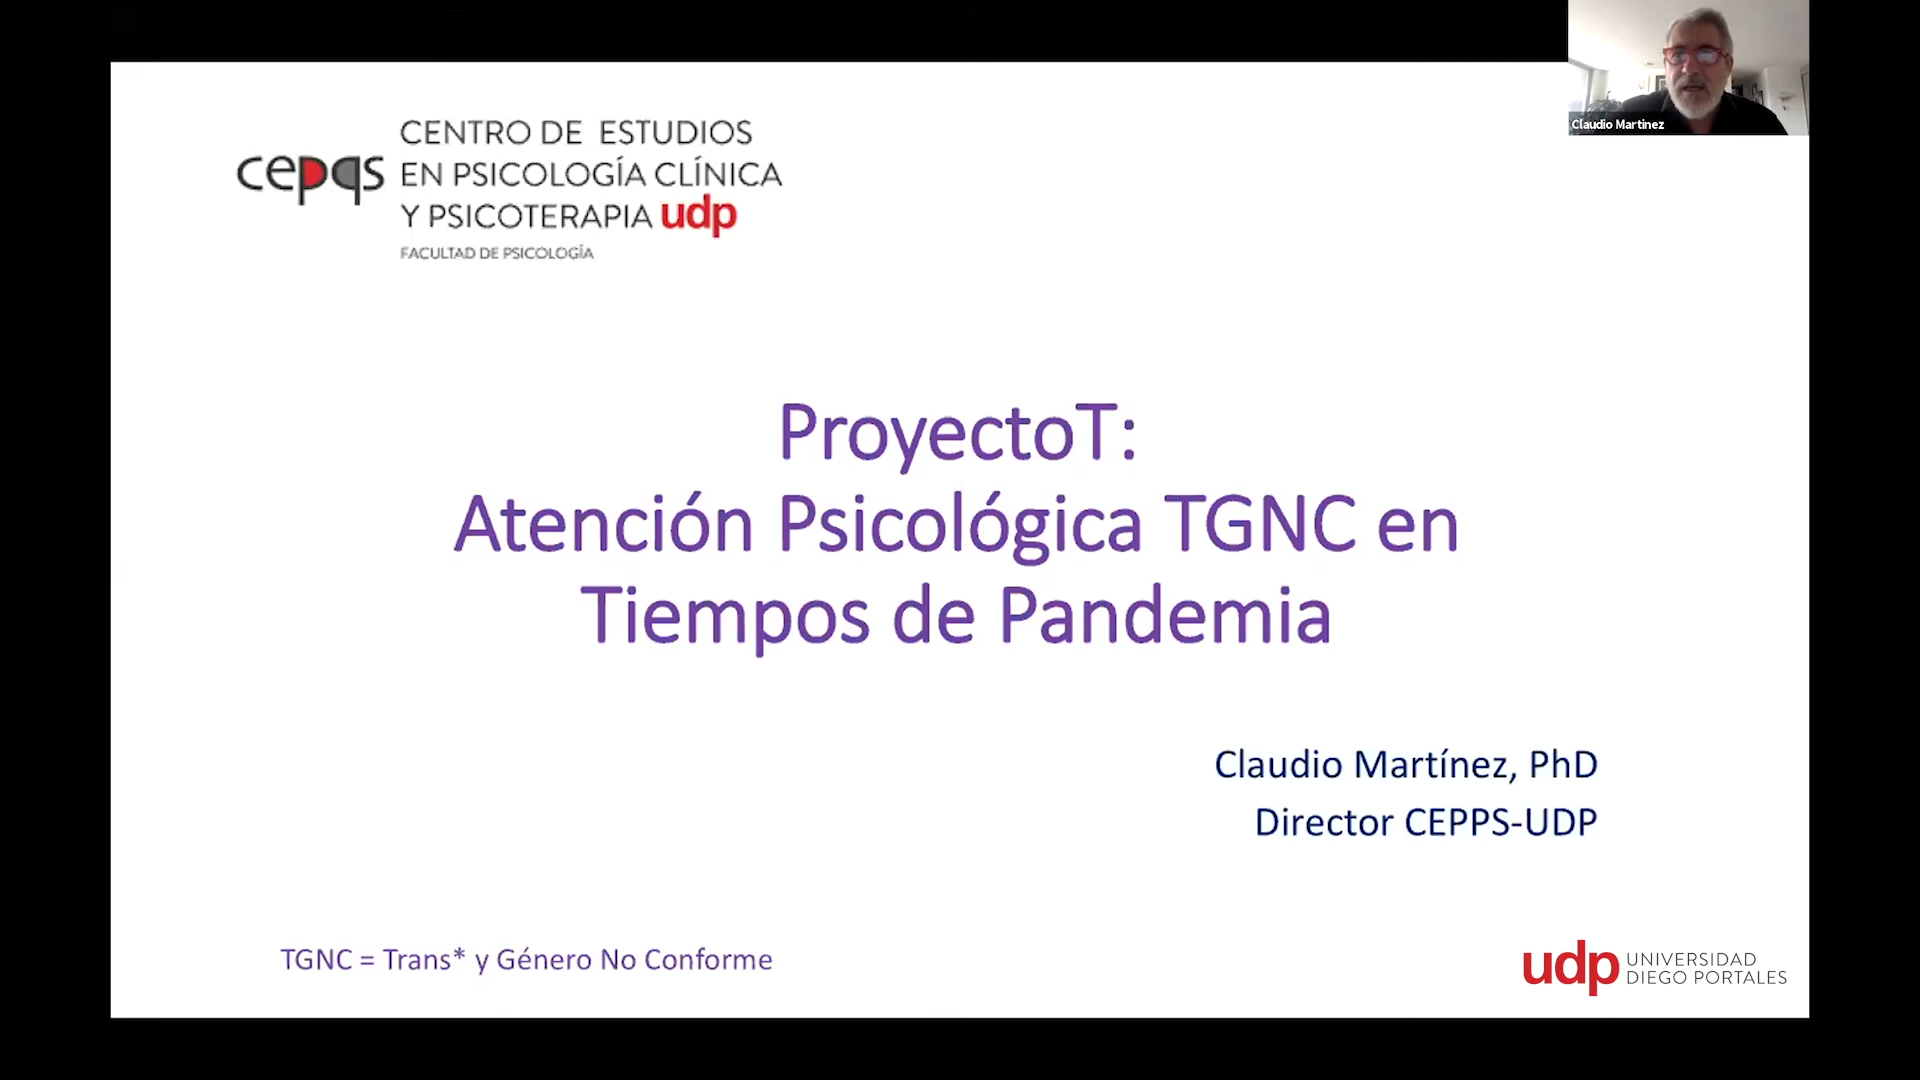 Claudio Martinez
CENTRO DE ESTUDIOS
cepps EN PSICOLOGÍA CLÍNICA
Y PSICOTERAPIA udp
FACULTAD DE PSICOLOGÍA
ProyectoT:
Atención Psicológica TGNC en
Tiempos de Pandemia
Claudio Martínez, PhD
Director CEPPS-UDP
TGNC = Trans* y Género No Conforme
udp UNIVERSIDAD
DIEGO PORTALES